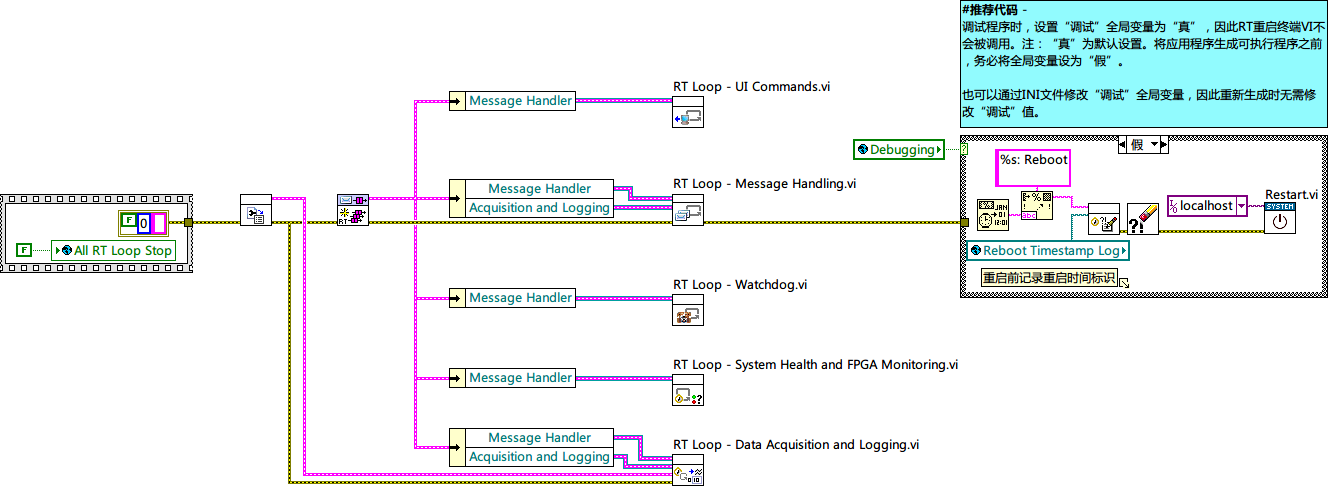 #推荐代码 -
调试程序时，设置“调试”全局变量为“真”，因此RT重启终端VI不
会被调用。注：“真”为默认设置。将应用程序生成可执行程序之前
，务必将全局变量设为“假”。
也可以通过INI文件修改“调试”全局变量，因此重新生成时无需修
改“调试”值。
RT Loop - UI Commands.vi
Message Handler
Debugging
假
%s: Reboot
RT Loop - Message Handling.vi
Message Handler
Acquisition and Logging
localhost
Restart.vi
SYSTEM
JAN
01
12:01
abc
RT
F
0
F
All RT Loop Stop
Reboot Timestamp Log
重启前记录重启时间标识
RT Loop - Watchdog.vi
Message Handler
RT Loop - System Health and FPGA Monitoring.vi
Message Handler
RT Loop - Data Acquisition and Logging.vi
Message Handler
Acquisition and Logging